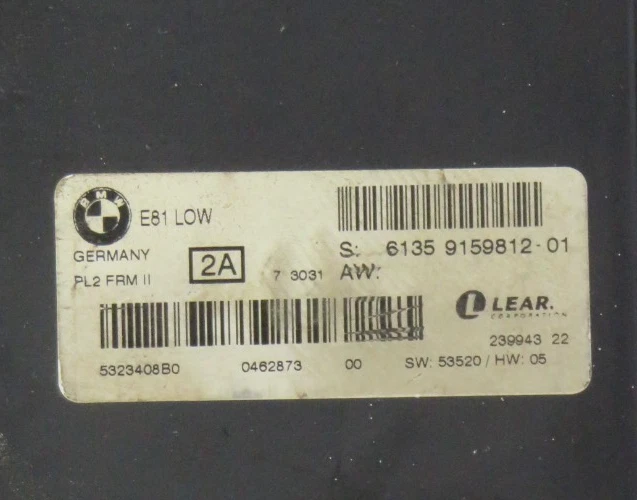 BMW
E81 LOW
GERMANY
PL2 FRM II
2A
7 3031
S: 6135 9159812-01
AW:
LEAR.
CORPORATION
239943 22
5323408B0 0462873 00 SW: 53520 / HW: 05